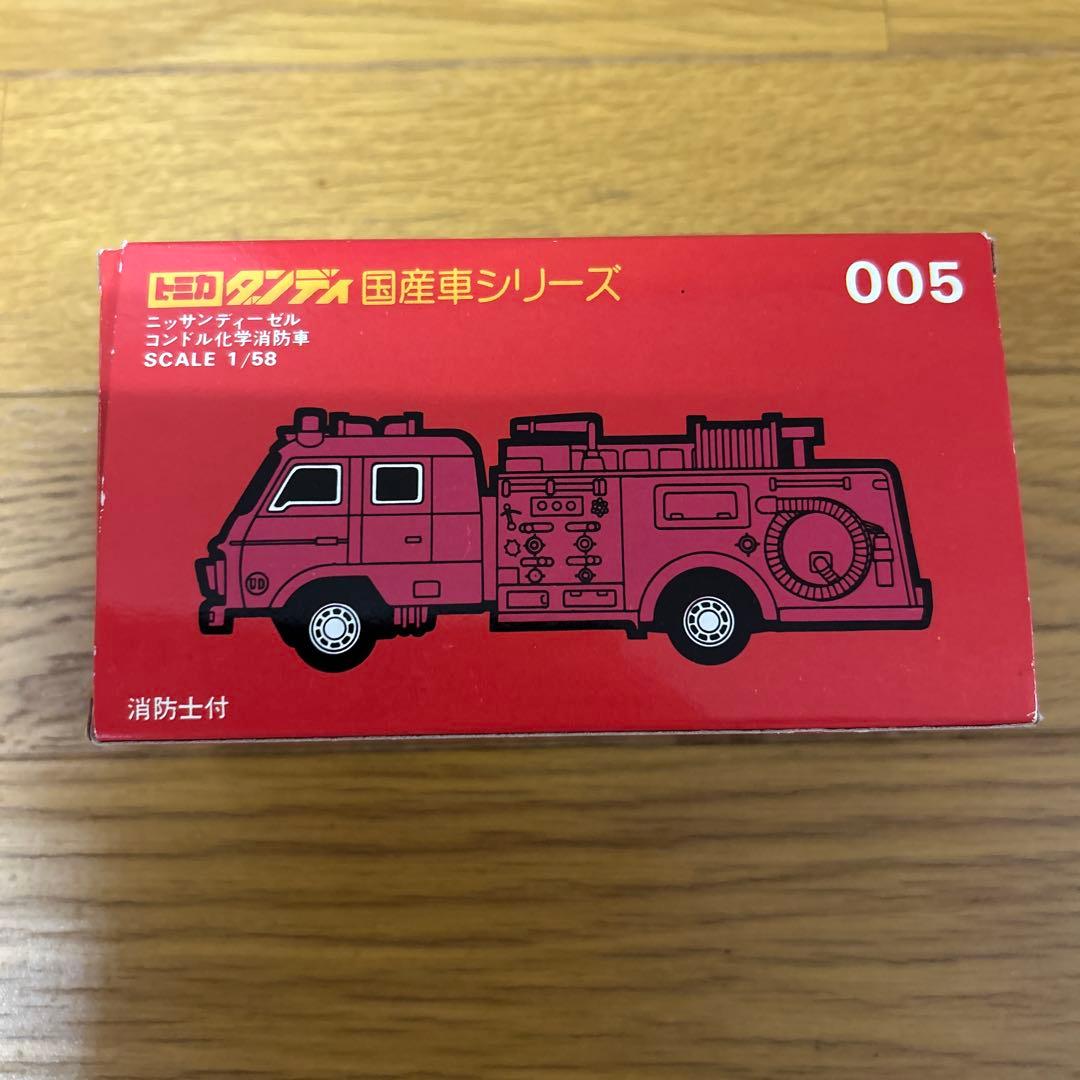 トミカ ダンディ 国産車シリーズ 005
ニッサンディーゼル
コンドル化学消防車
SCALE 1/58
UD
消防士付